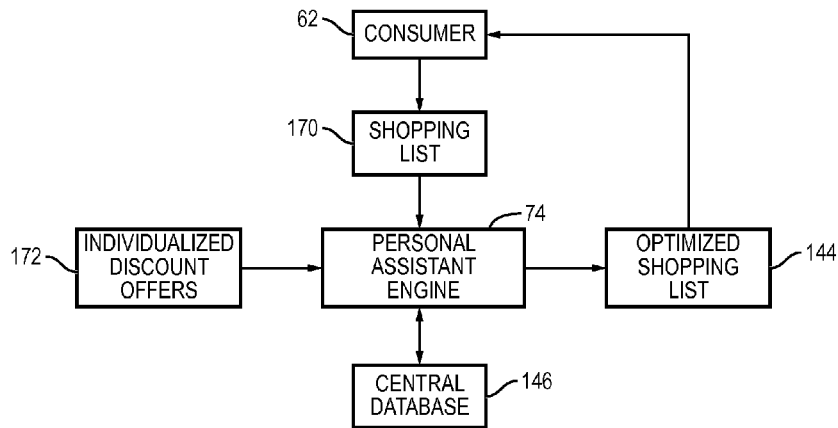 62
CONSUMER
170
SHOPPING
LIST
74
172
INDIVIDUALIZED
DISCOUNT
OFFERS
PERSONAL
ASSISTANT
ENGINE
OPTIMIZED
SHOPPING
LIST
144
CENTRAL
DATABASE
146